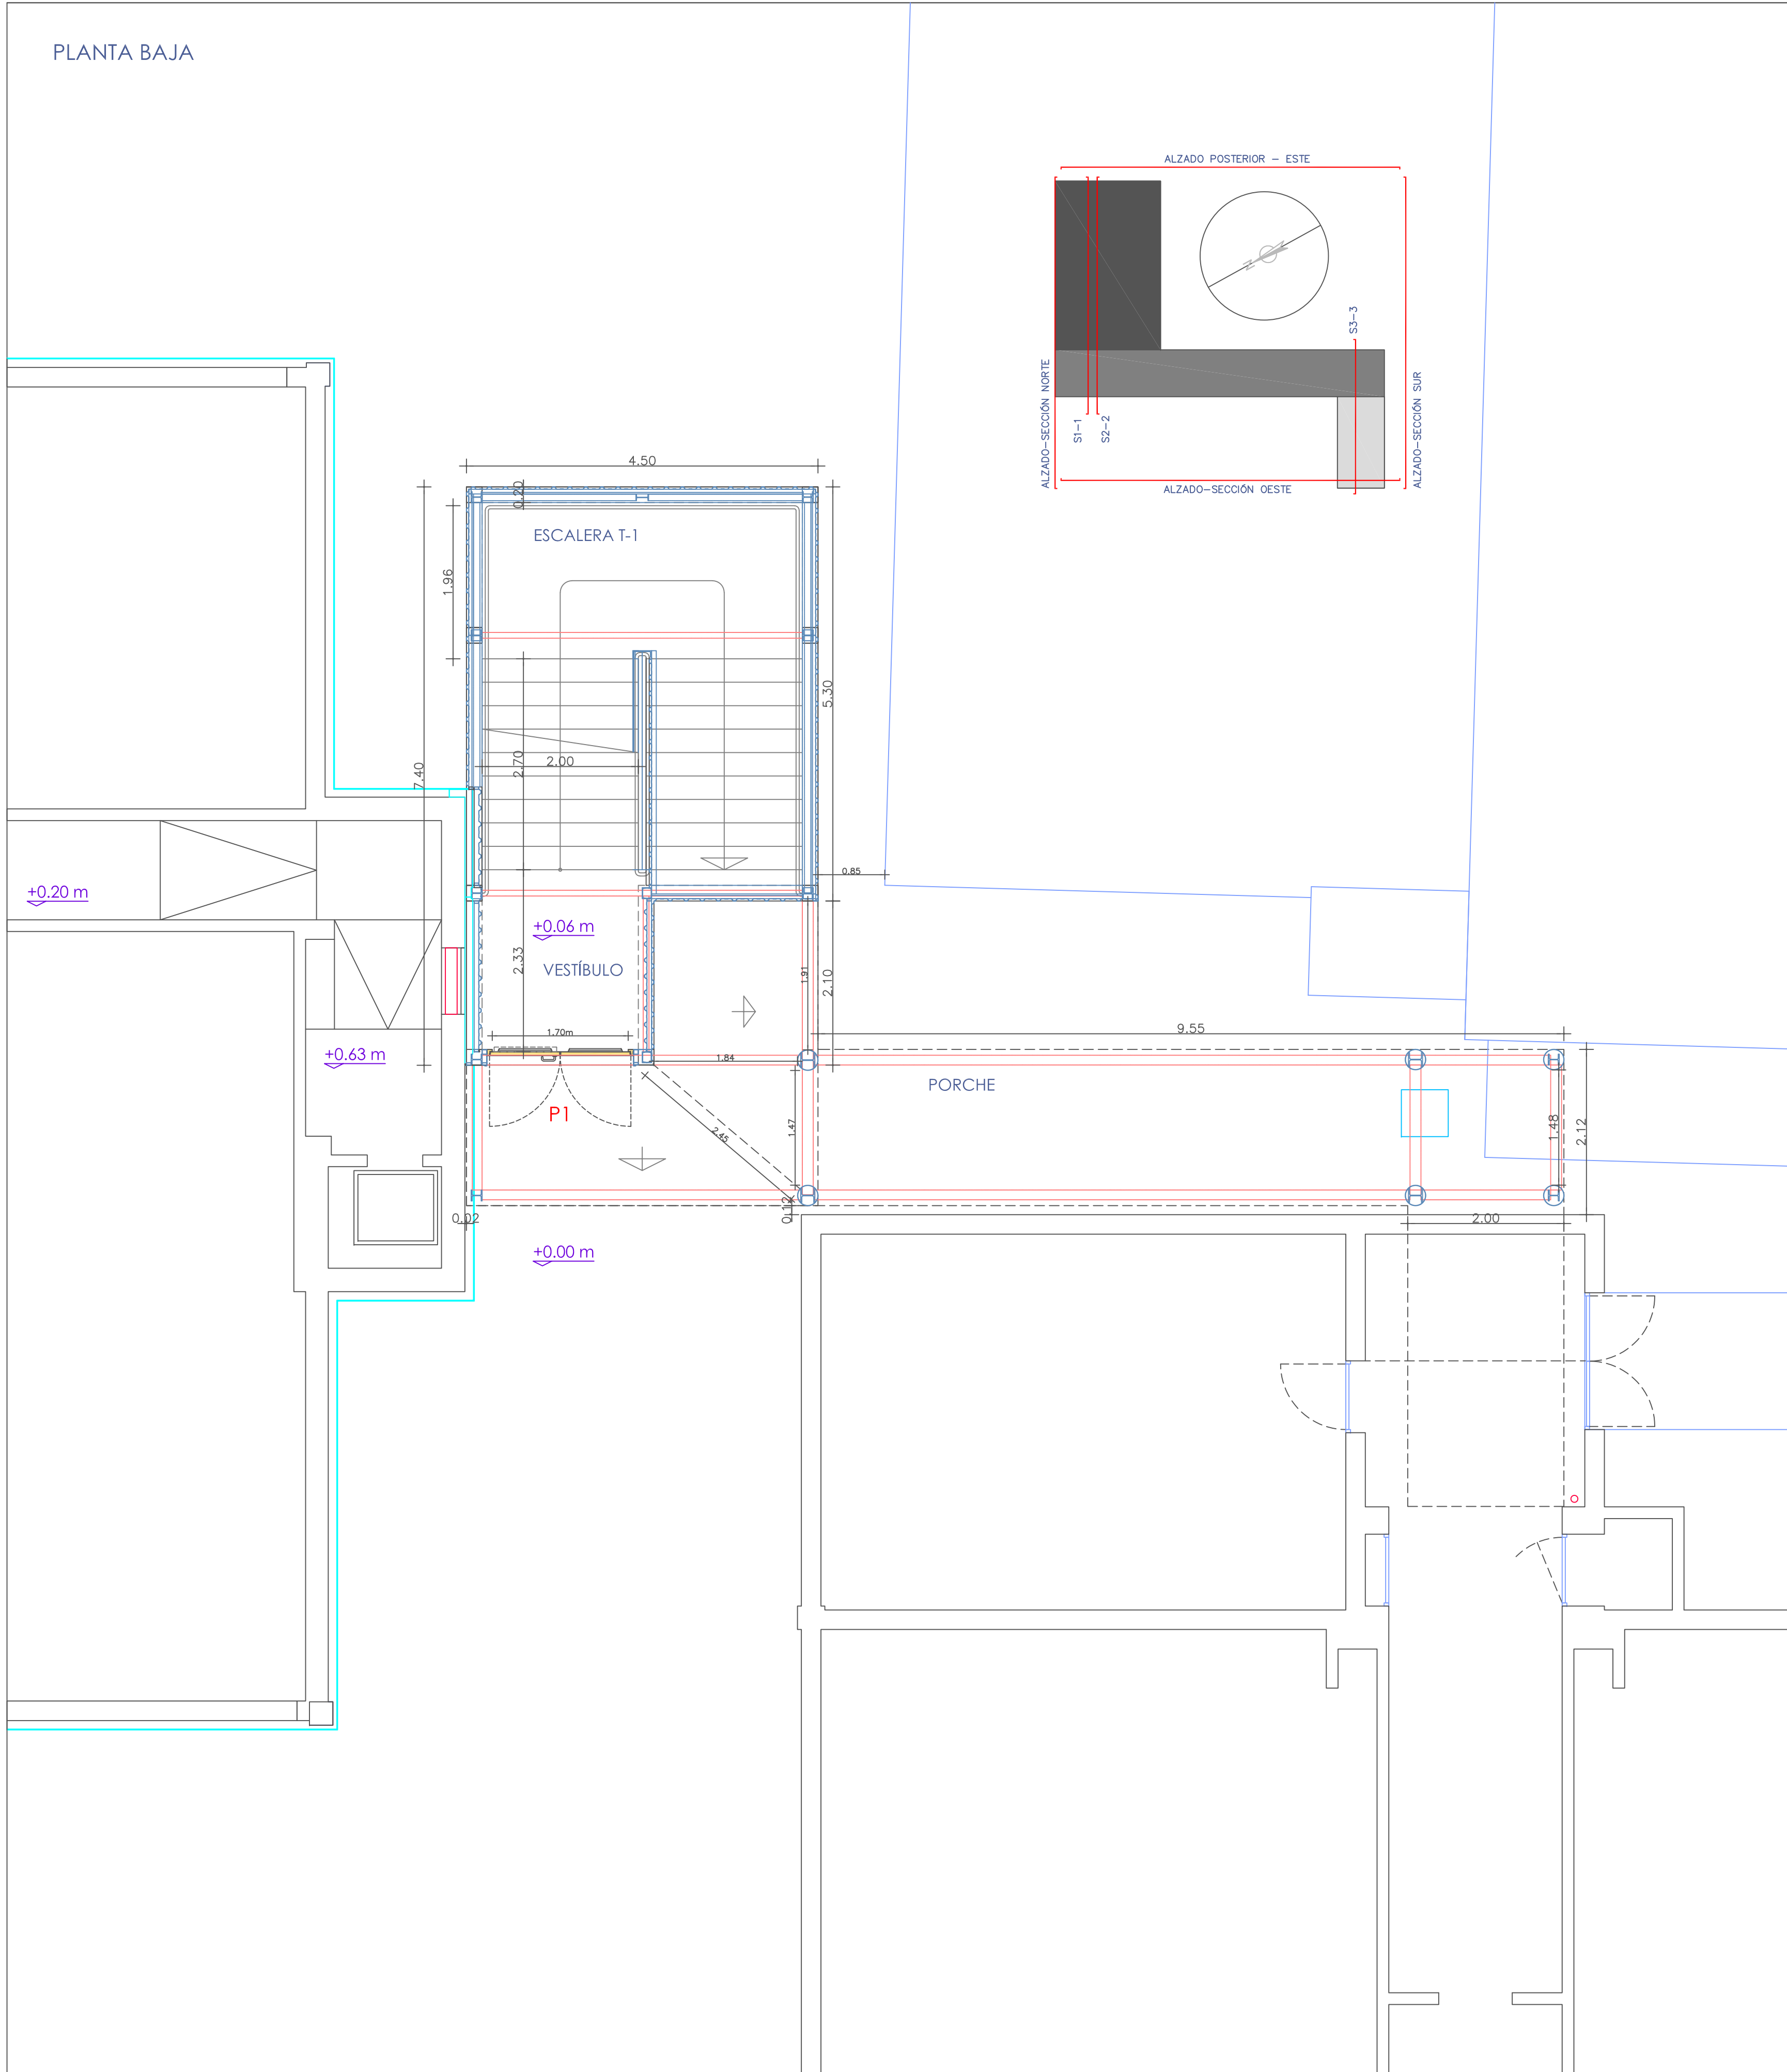 PLANTA BAJA
ALZADO POSTERIOR – ESTE
ALZADO–SECCIÓN NORTE
S1–1
S2–2
S3–3
ALZADO–SECCIÓN SUR
ALZADO–SECCIÓN OESTE
N
4.50
0.20
ESCALERA T-1
1.96
5.30
7.40
2.70
2.00
0.85
+0.20 m
+0.06 m
VESTÍBULO
2.33
1.91
2.10
1.70m
1.84
9.55
+0.63 m
PORCHE
P1
2.45
1.47
1.48
2.12
0.02
0.12
2.00
+0.00 m